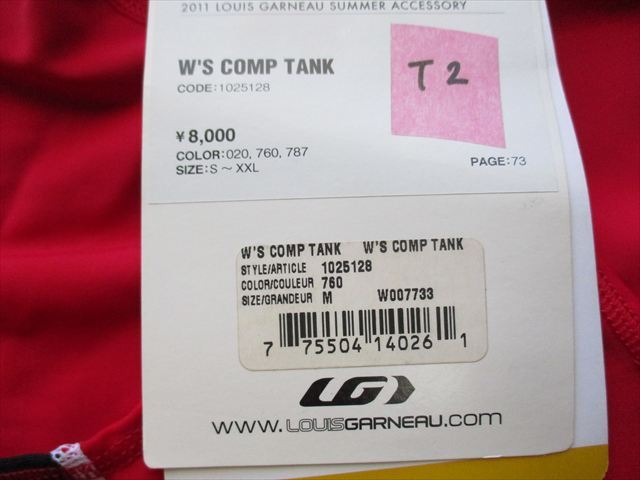 2011 LOUIS GARNEAU SUMMER ACCESSORY
W'S COMP TANK
CODE:1025128
T2
¥8,000
COLOR:020, 760, 787
SIZE:S ~ XXL
PAGE:73
W'S COMP TANK W'S COMP TANK
STYLE/ARTICLE 1025128
COLOR/COULEUR 760
SIZE/GRANDEUR M W007733
7 75504 14026 1
LG
www.LOUISGARNEAU.com